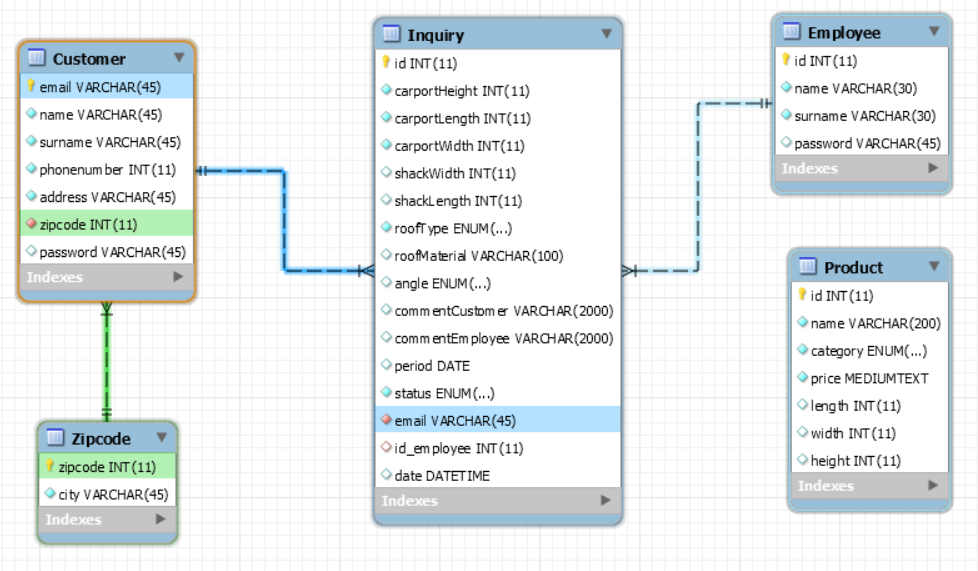 Customer
email VARCHAR(45)
name VARCHAR(45)
surname VARCHAR(45)
phonenumber INT(11)
address VARCHAR(45)
zipcode INT(11)
password VARCHAR(45)
Indexes
Zipcode
zipcode INT(11)
city VARCHAR(45)
Indexes
Inquiry
id INT(11)
carportHeight INT(11)
carportLength INT(11)
carportWidth INT(11)
shackWidth INT(11)
shackLength INT(11)
roofType ENUM(...)
roofMaterial VARCHAR(100)
angle ENUM(...)
commentCustomer VARCHAR(2000)
commentEmployee VARCHAR(2000)
period DATE
status ENUM(...)
email VARCHAR(45)
id_employee INT(11)
date DATETIME
Indexes
Employee
id INT(11)
name VARCHAR(30)
surname VARCHAR(30)
password VARCHAR(45)
Indexes
Product
id INT(11)
name VARCHAR(200)
category ENUM(...)
price MEDIUMTEXT
length INT(11)
width INT(11)
height INT(11)
Indexes